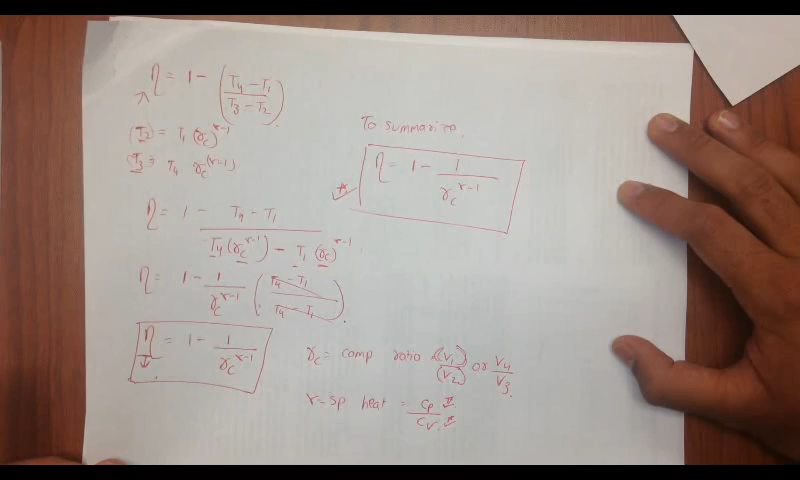 η = 1 - (T4 - T1 / T3 - T2)
(T2) = T1 (rc)^γ-1
T3 = T4 rc^(γ-1)
η = 1 - T4 - T1 / T4 (rc^γ-1) - T1 (rc)^γ-1
η = 1 - 1 / rc^γ-1 (T4 - T1 / T4 - T1)
η = 1 - 1 / rc^γ-1
To summarize.
η = 1 - 1 / rc^γ-1
rc = comp ratio (V1) / (V2) or V4 / V3
γ - sp heat = Cp / Cv